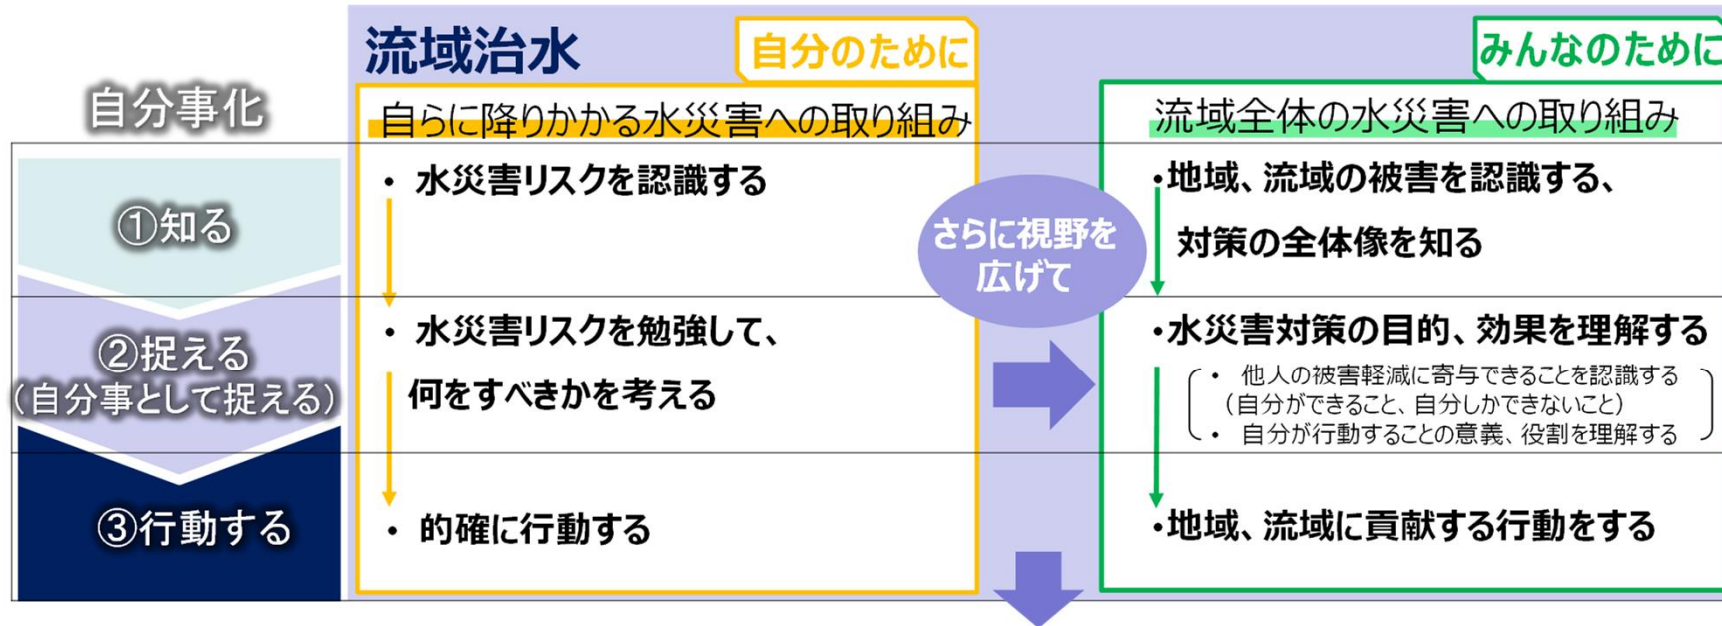 流域治水
自分のために
みんなのために
自分事化
自らに降りかかる水災害への取り組み
流域全体の水災害への取り組み
①知る
・ 水災害リスクを認識する
さらに視野を
広げて
・地域、流域の被害を認識する、
対策の全体像を知る
②捉える
(自分事として捉える)
・ 水災害リスクを勉強して、
何をすべきかを考える
・水災害対策の目的、効果を理解する
・ 他人の被害軽減に寄与できることを認識する
(自分ができること、自分しかできないこと)
・ 自分が行動することの意義、役割を理解する
③行動する
・ 的確に行動する
・地域、流域に貢献する行動をする